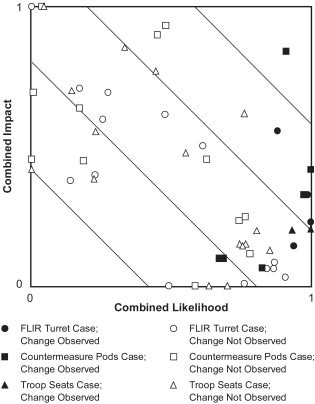 1
Combined Impact
0
0
Combined Likelihood
1
FLIR Turret Case;
Change Observed
FLIR Turret Case;
Change Not Observed
Countermeasure Pods Case;
Change Observed
Countermeasure Pods Case;
Change Not Observed
Troop Seats Case;
Change Observed
Troop Seats Case;
Change Not Observed